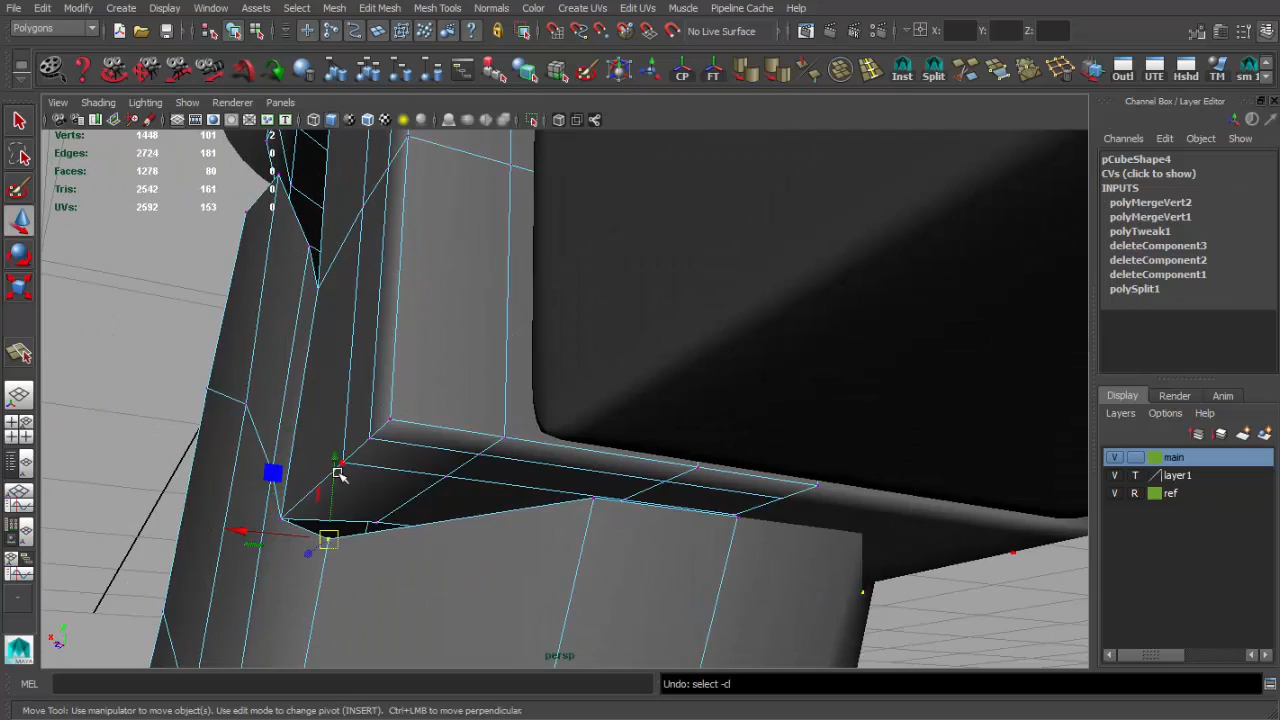 File Edit Modify Create Display Window Assets Select Mesh Edit Mesh Mesh Tools Normals Color Create UVs Edit UVs Muscle Pipeline Cache Help
Polygons
No Live Surface
X: Y: Z:
CP FT Inst Split Outl UTE Hshd TM sm 1
View Shading Lighting Show Renderer Panels
Channel Box / Layer Editor
Verts: 1448 101 2
Edges: 2724 181 0
Faces: 1278 80 0
Tris: 2542 161 0
UVs: 2592 153 0
Channels Edit Object Show
pCubeShape4
CVs (click to show)
INPUTS
polyMergeVert2
polyMergeVert1
polyTweak1
deleteComponent3
deleteComponent2
deleteComponent1
polySplit1
Display Render Anim
Layers Options Help
V main
V T layer1
V R ref
persp
MEL
Undo: select -cl
Move Tool: Use manipulator to move object(s). Use edit mode to change pivot (INSERT). Ctrl+LMB to move perpendicular.